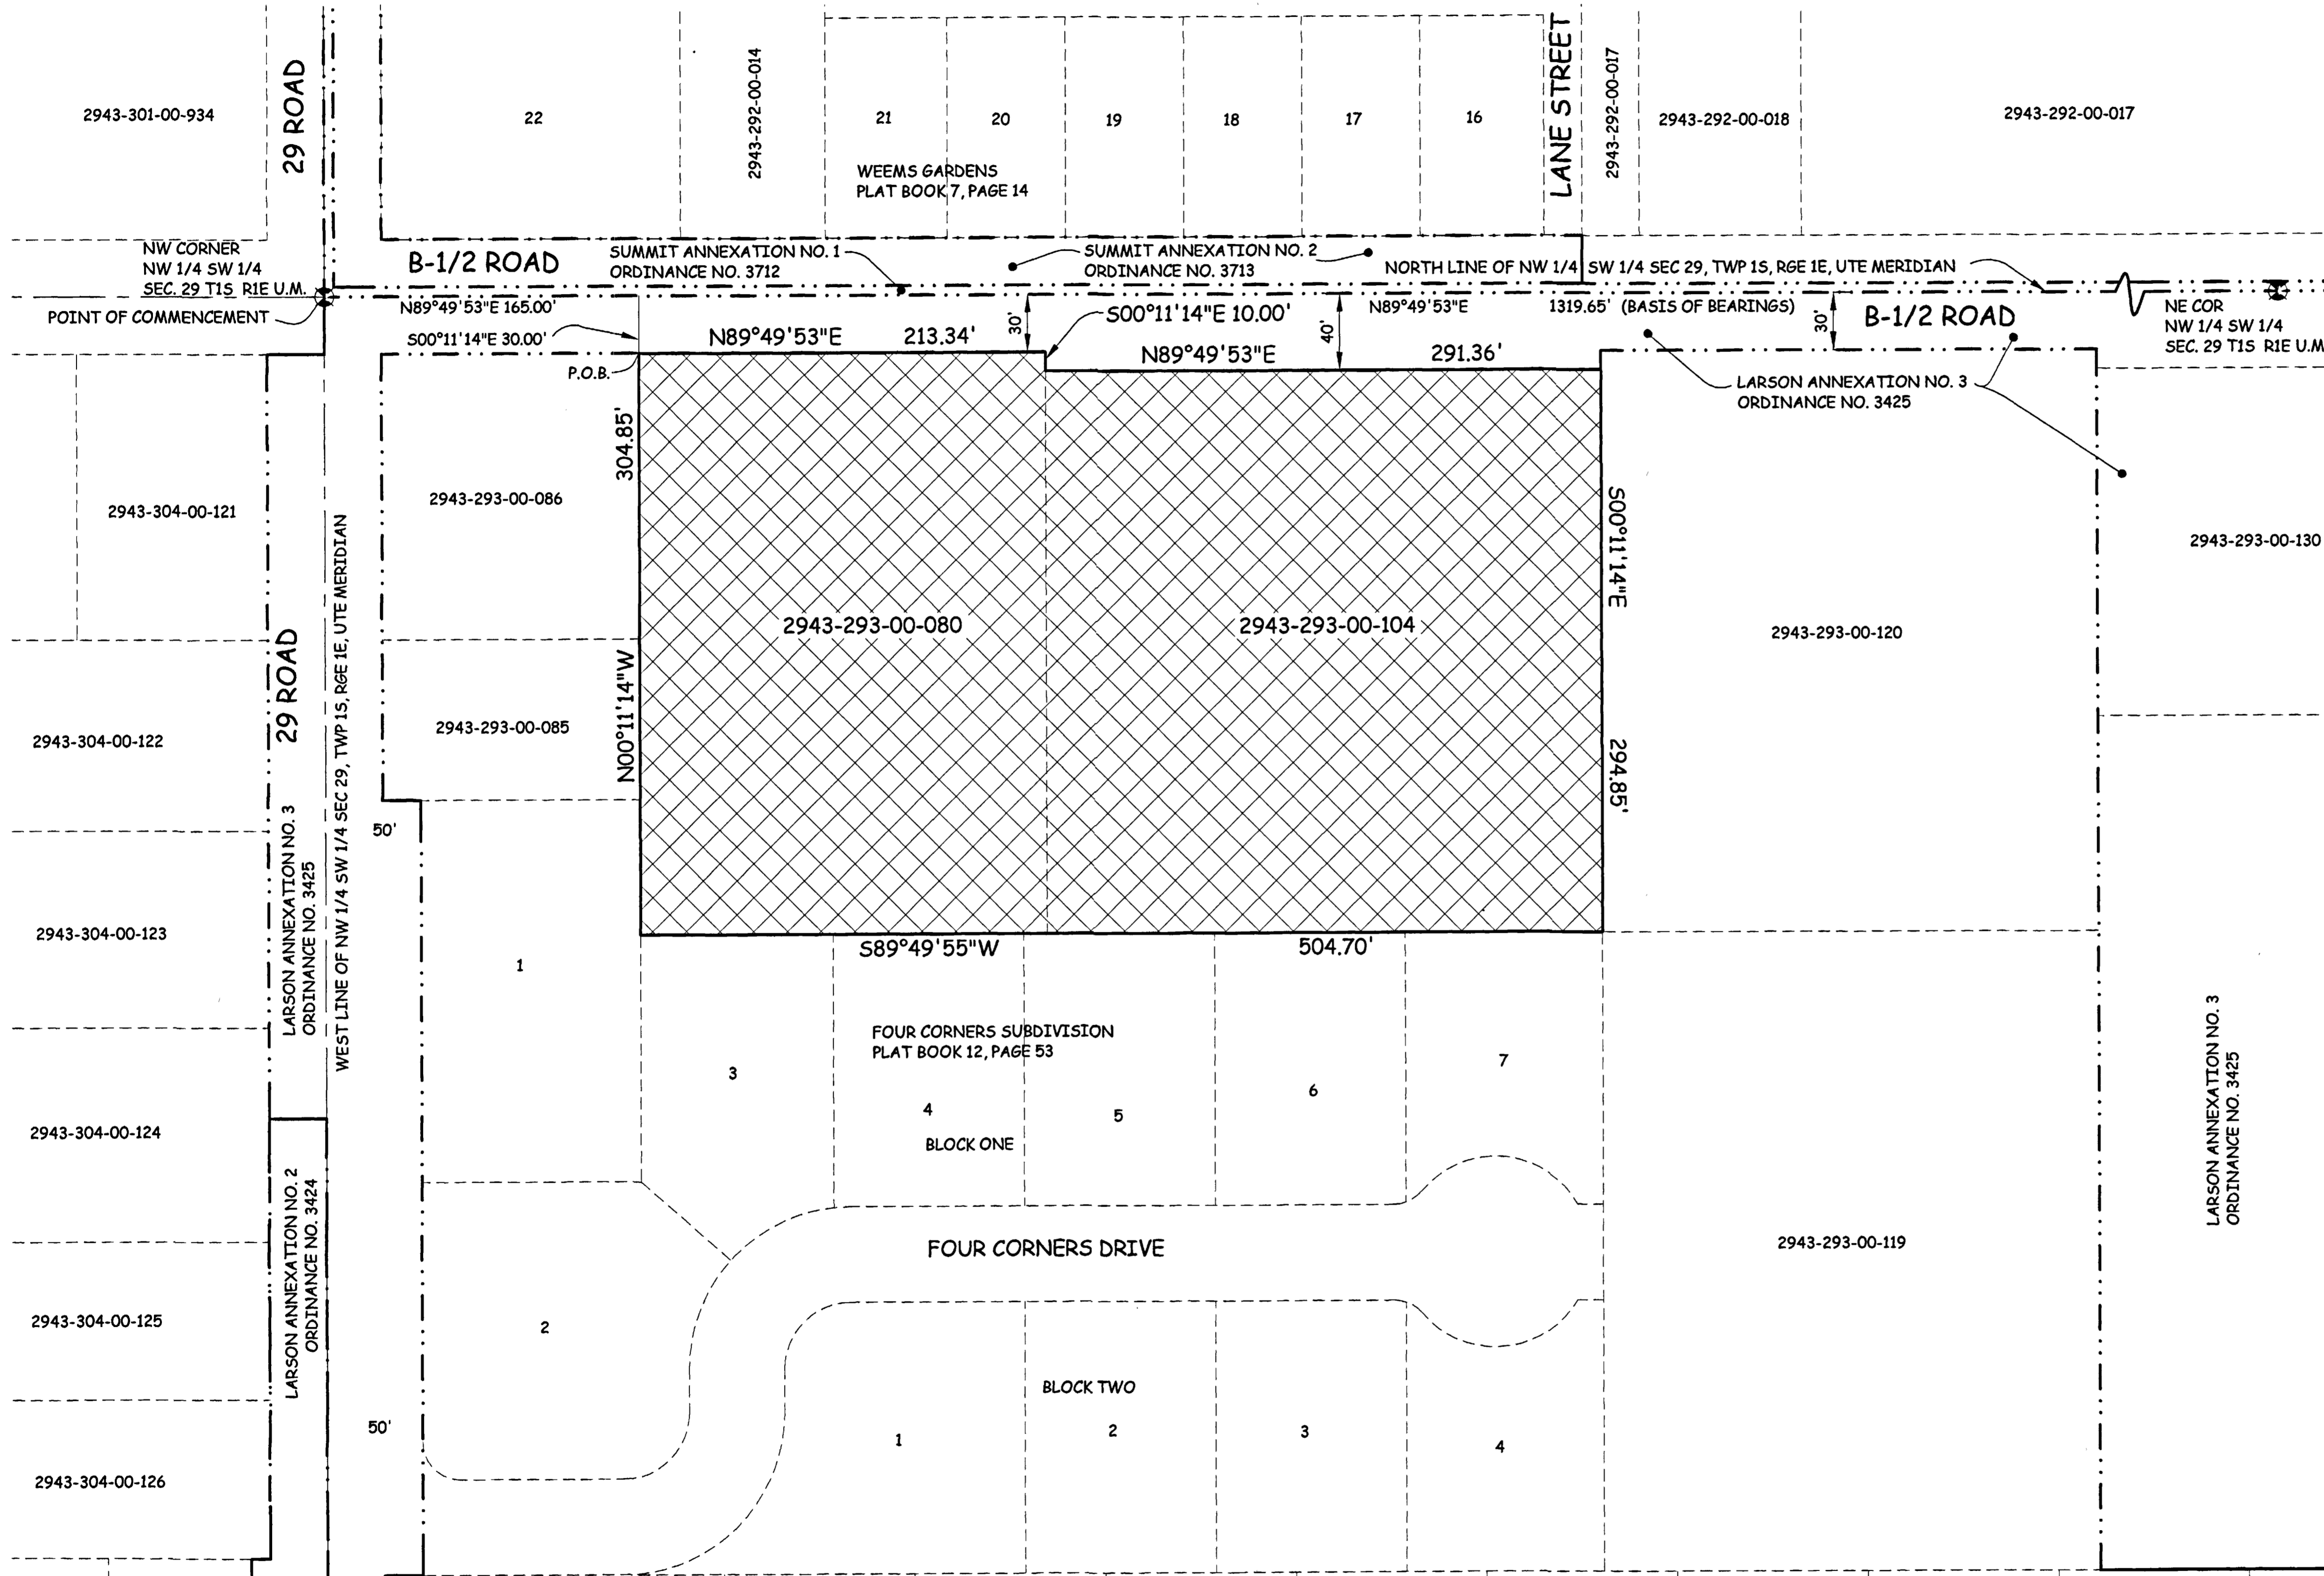 2943-301-00-934
29 ROAD
22
2943-292-00-014
21
20
19
18
17
16
LANE STREET
2943-292-00-017
2943-292-00-018
2943-292-00-017
WEEMS GARDENS
PLAT BOOK 7, PAGE 14
NW CORNER
NW 1/4 SW 1/4
SEC. 29 T1S R1E U.M.
POINT OF COMMENCEMENT
B-1/2 ROAD
SUMMIT ANNEXATION NO. 1
ORDINANCE NO. 3712
SUMMIT ANNEXATION NO. 2
ORDINANCE NO. 3713
NORTH LINE OF NW 1/4 SW 1/4 SEC 29, TWP 1S, RGE 1E, UTE MERIDIAN
N89°49'53"E 165.00'
S00°11'14"E 30.00'
N89°49'53"E 213.34'
30'
S00°11'14"E 10.00'
40'
N89°49'53"E 1319.65' (BASIS OF BEARINGS)
30'
B-1/2 ROAD
NE COR
NW 1/4 SW 1/4
SEC. 29 T1S R1E U.M
N89°49'53"E 291.36'
P.O.B.
LARSON ANNEXATION NO. 3
ORDINANCE NO. 3425
304.85'
N00°11'14"W
2943-293-00-086
2943-304-00-121
S00°11'14"E
294.85'
2943-293-00-130
2943-293-00-080
2943-293-00-104
2943-293-00-120
29 ROAD
WEST LINE OF NW 1/4 SW 1/4 SEC 29, TWP 1S, RGE 1E, UTE MERIDIAN
2943-304-00-122
2943-293-00-085
LARSON ANNEXATION NO. 3
ORDINANCE NO. 3425
50'
2943-304-00-123
S89°49'55"W 504.70'
1
FOUR CORNERS SUBDIVISION
PLAT BOOK 12, PAGE 53
3
4
5
6
7
BLOCK ONE
2943-304-00-124
LARSON ANNEXATION NO. 3
ORDINANCE NO. 3425
LARSON ANNEXATION NO. 2
ORDINANCE NO. 3424
FOUR CORNERS DRIVE
2943-293-00-119
2943-304-00-125
2
BLOCK TWO
50'
1
2
3
4
2943-304-00-126